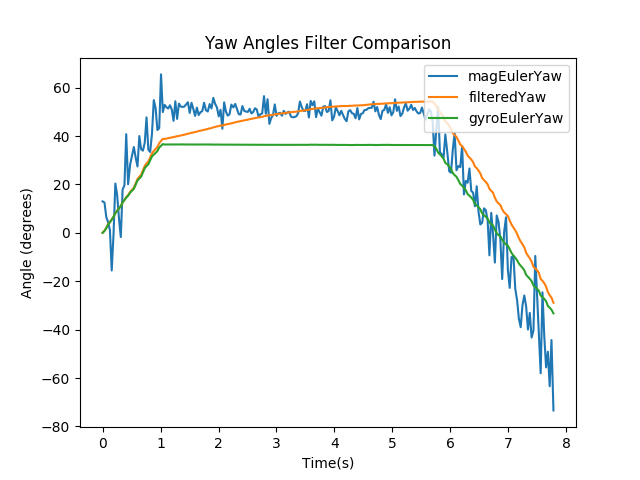 Yaw Angles Filter Comparison
magEulerYaw
filteredYaw
gyroEulerYaw
60
40
20
0
−20
−40
−60
−80
Angle (degrees)
0 1 2 3 4 5 6 7 8
Time(s)